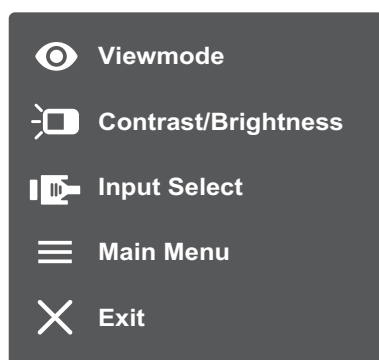 Viewmode
Contrast/Brightness
Input Select
Main Menu
Exit